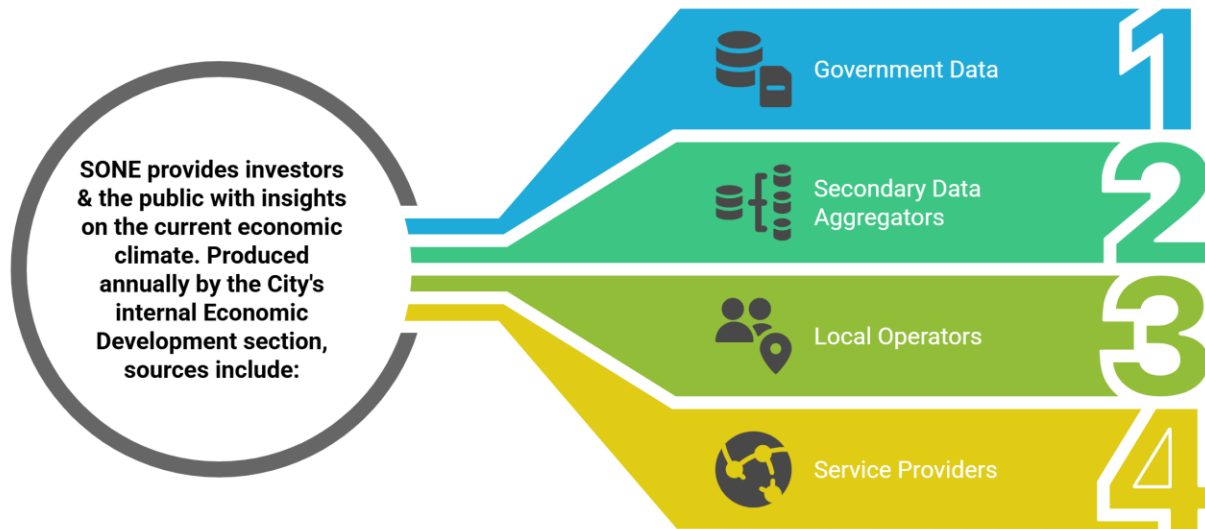 SONE provides investors
& the public with insights
on the current economic
climate. Produced
annually by the City's
internal Economic
Development section,
sources include:
Government Data
1
Secondary Data
Aggregators
2
Local Operators
3
Service Providers
4